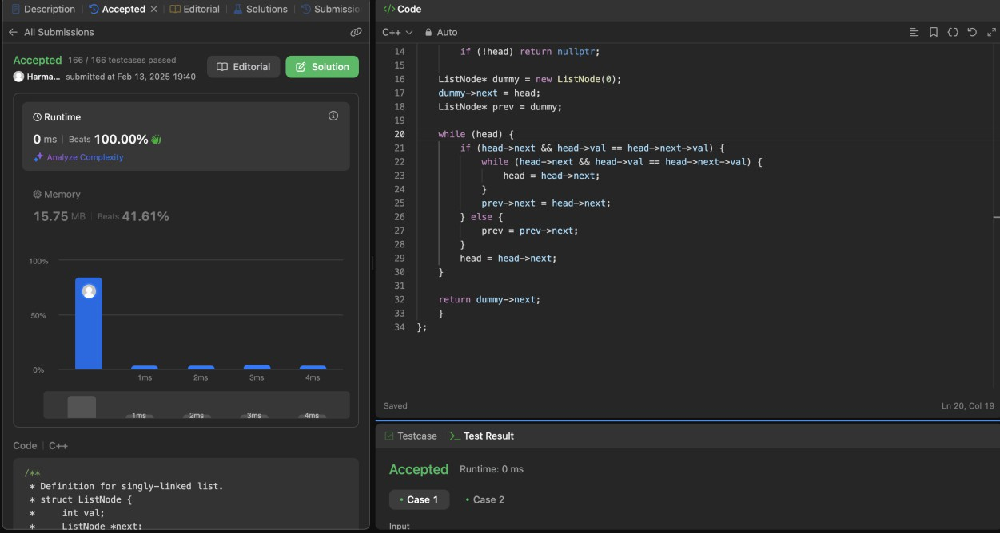 Description Accepted Editorial Solutions Submissio
All Submissions
Accepted 166 / 166 testcases passed
Harma... submitted at Feb 13, 2025 19:40
Editorial
Solution
Runtime
0 ms Beats 100.00%
Analyze Complexity
Memory
15.75 MB Beats 41.61%
100%
50%
0%
1ms 2ms 3ms 4ms
1ms 2ms 3ms 4ms
Code C++
/**
* Definition for singly-linked list.
* struct ListNode {
*     int val;
*     ListNode *next;
</> Code
C++ Auto
14         if (!head) return nullptr;
15
16     ListNode* dummy = new ListNode(0);
17     dummy->next = head;
18     ListNode* prev = dummy;
19
20     while (head) {
21         if (head->next && head->val == head->next->val) {
22             while (head->next && head->val == head->next->val) {
23                 head = head->next;
24             }
25             prev->next = head->next;
26         } else {
27             prev = prev->next;
28         }
29         head = head->next;
30     }
31
32     return dummy->next;
33     }
34 };
Saved
Ln 20, Col 19
Testcase >_ Test Result
Accepted Runtime: 0 ms
• Case 1 • Case 2
Input